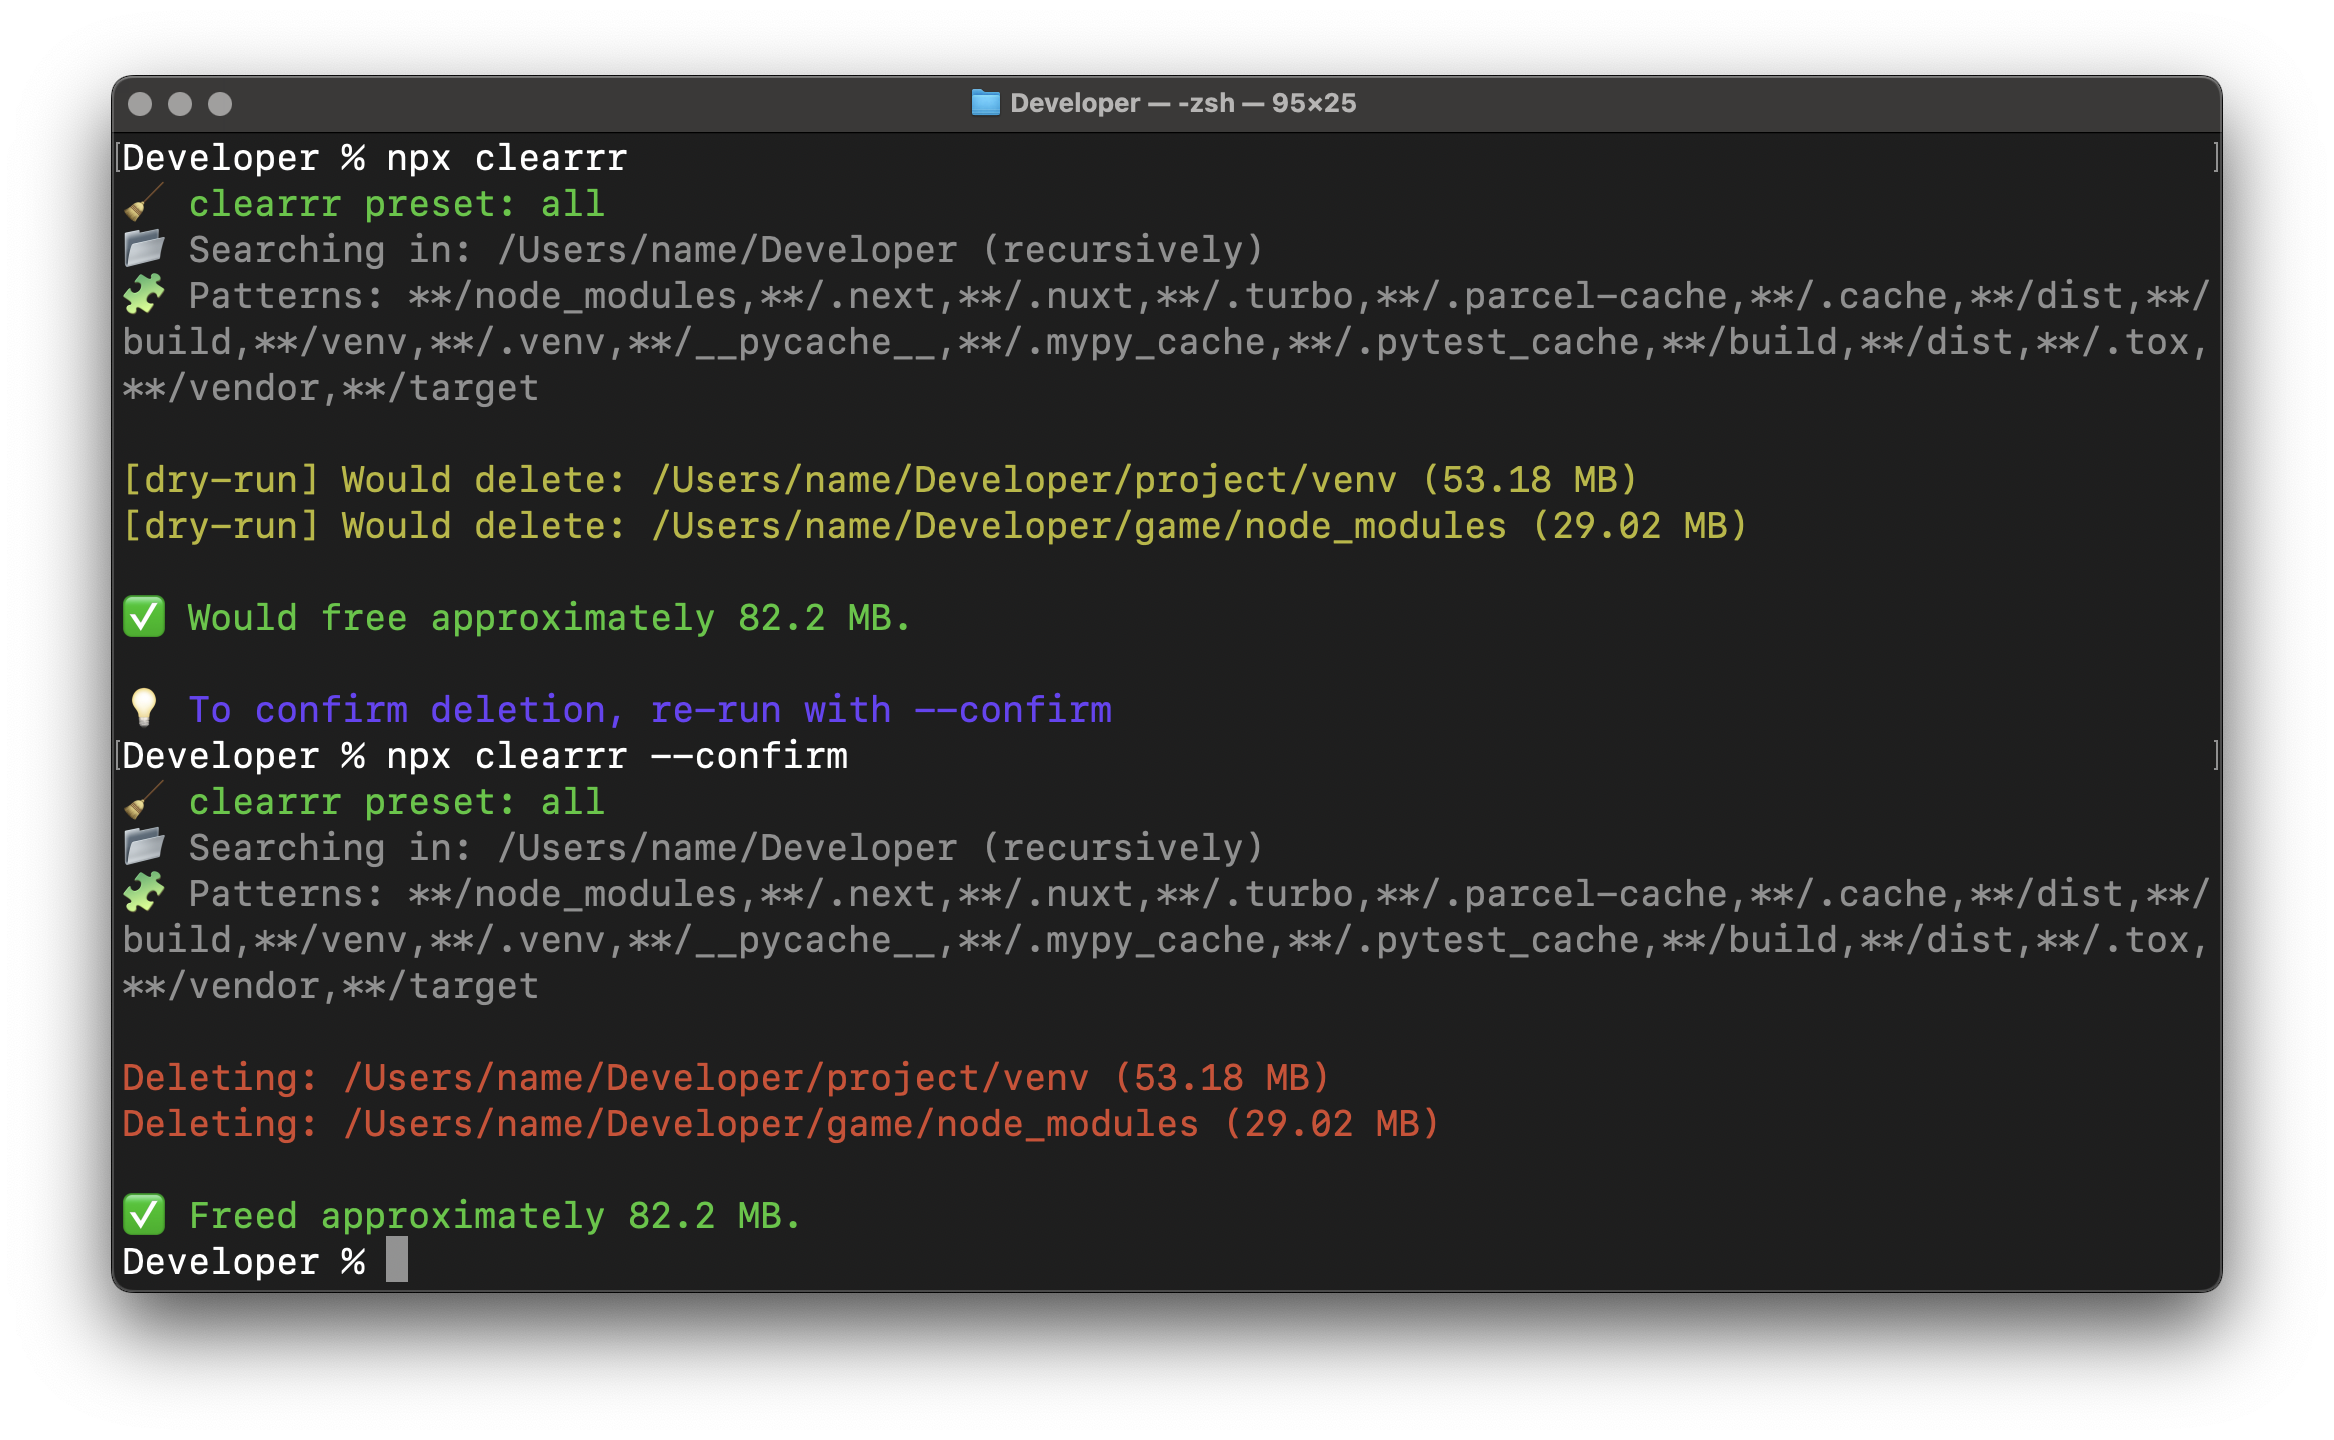 Developer — -zsh — 95×25
[Developer % npx clearrr ]
🧹 clearrr preset: all
📂 Searching in: /Users/name/Developer (recursively)
🧩 Patterns: **/node_modules,**/.next,**/.nuxt,**/.turbo,**/.parcel-cache,**/.cache,**/dist,**/
build,**/venv,**/.venv,**/__pycache__,**/.mypy_cache,**/.pytest_cache,**/build,**/dist,**/.tox,
**/vendor,**/target
[dry-run] Would delete: /Users/name/Developer/project/venv (53.18 MB)
[dry-run] Would delete: /Users/name/Developer/game/node_modules (29.02 MB)
✅ Would free approximately 82.2 MB.
💡 To confirm deletion, re-run with --confirm
[Developer % npx clearrr --confirm ]
🧹 clearrr preset: all
📂 Searching in: /Users/name/Developer (recursively)
🧩 Patterns: **/node_modules,**/.next,**/.nuxt,**/.turbo,**/.parcel-cache,**/.cache,**/dist,**/
build,**/venv,**/.venv,**/__pycache__,**/.mypy_cache,**/.pytest_cache,**/build,**/dist,**/.tox,
**/vendor,**/target
Deleting: /Users/name/Developer/project/venv (53.18 MB)
Deleting: /Users/name/Developer/game/node_modules (29.02 MB)
✅ Freed approximately 82.2 MB.
Developer %